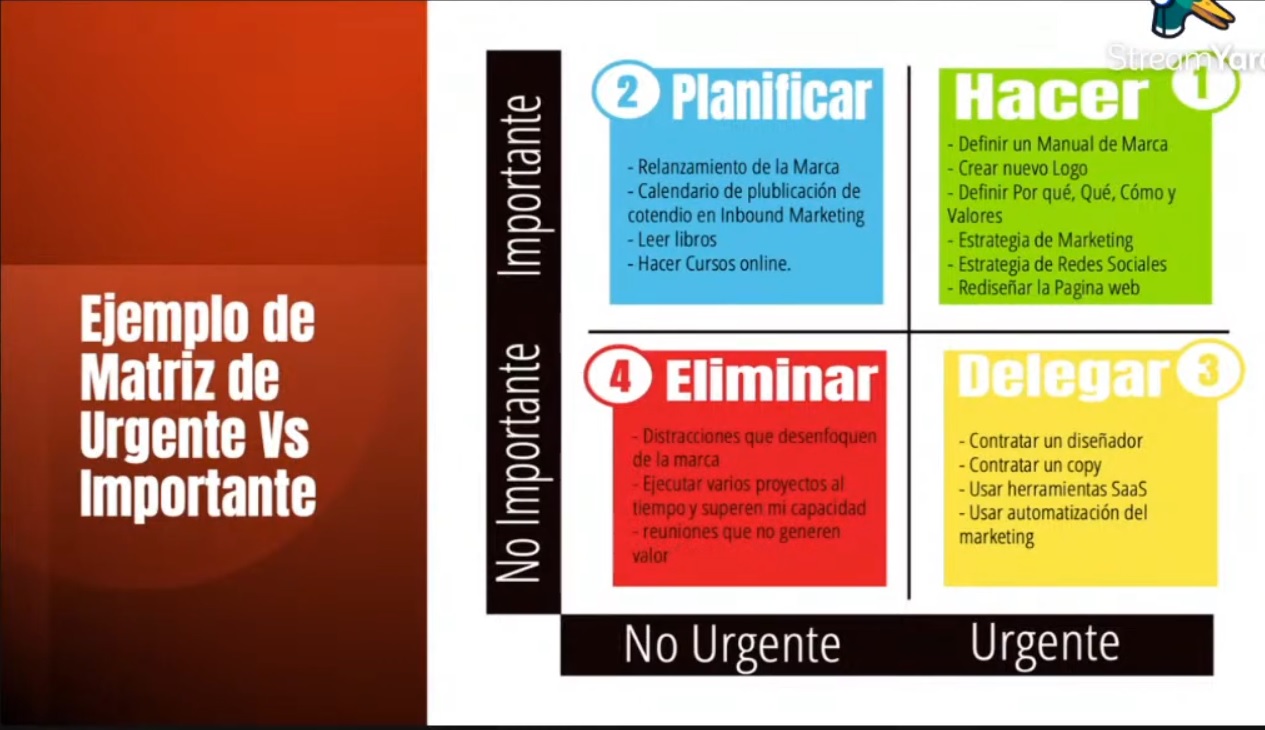 StreamYard
Ejemplo de
Matriz de
Urgente Vs
Importante
Importante
No Importante
2 Planificar
- Relanzamiento de la Marca
- Calendario de plublicación de
cotendio en Inbound Marketing
- Leer libros
- Hacer Cursos online.
Hacer 1
- Definir un Manual de Marca
- Crear nuevo Logo
- Definir Por qué, Qué, Cómo y
Valores
- Estrategia de Marketing
- Estrategia de Redes Sociales
- Rediseñar la Pagina web
4 Eliminar
- Distracciones que desenfoquen
de la marca
- Ejecutar varios proyectos al
tiempo y superen mi capacidad
- reuniones que no generen
valor
Delegar 3
- Contratar un diseñador
- Contratar un copy
- Usar herramientas SaaS
- Usar automatización del
marketing
No Urgente
Urgente